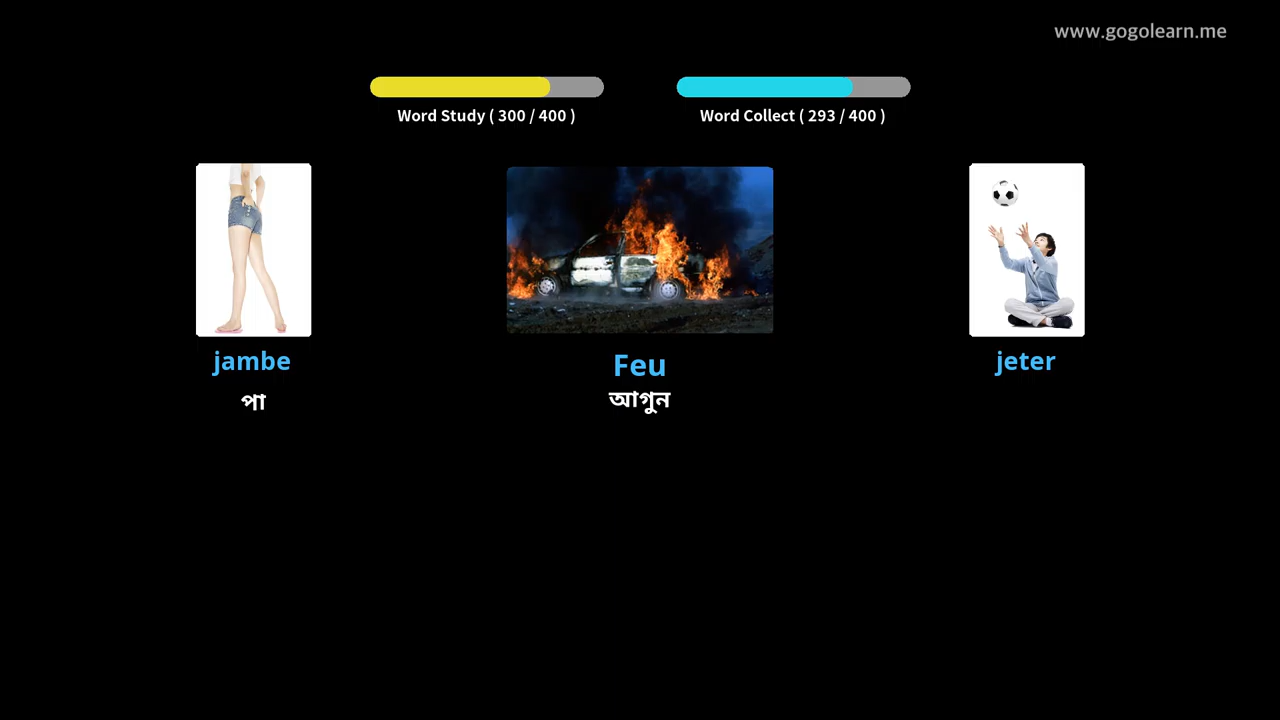 www.gogolearn.me
Word Study ( 300 / 400 )
Word Collect ( 293 / 400 )
jambe
পা
Feu
আগুন
jeter